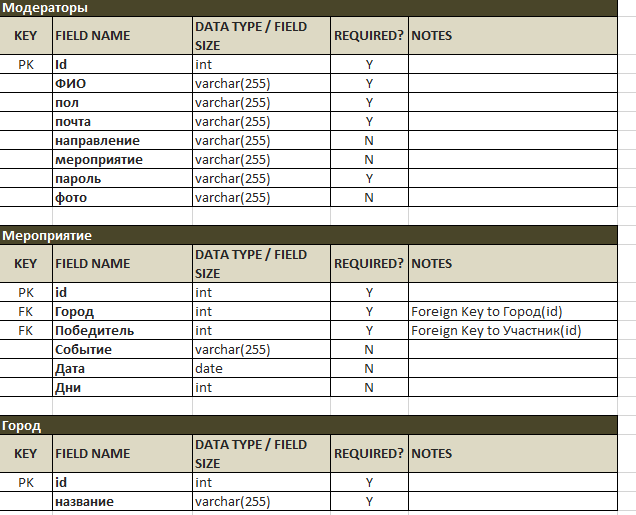 Модераторы
KEY FIELD NAME DATA TYPE / FIELD SIZE REQUIRED? NOTES
PK Id int Y
ФИО varchar(255) Y
пол varchar(255) Y
почта varchar(255) Y
направление varchar(255) N
мероприятие varchar(255) N
пароль varchar(255) Y
фото varchar(255) N
Мероприятие
KEY FIELD NAME DATA TYPE / FIELD SIZE REQUIRED? NOTES
PK id int Y
FK Город int Y Foreign Key to Город(id)
FK Победитель int Y Foreign Key to Участник(id)
Событие varchar(255) N
Дата date N
Дни int N
Город
KEY FIELD NAME DATA TYPE / FIELD SIZE REQUIRED? NOTES
PK id int Y
название varchar(255) Y